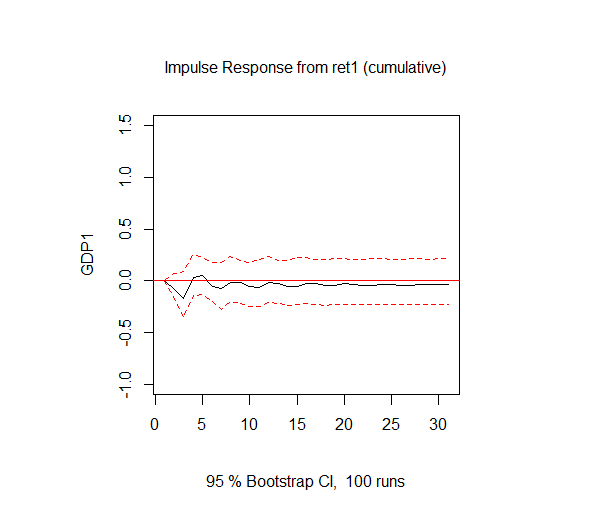 Impulse Response from ret1 (cumulative)
1.5
1.0
0.5
0.0
-0.5
-1.0
GDP1
0 5 10 15 20 25 30
95 % Bootstrap CI, 100 runs